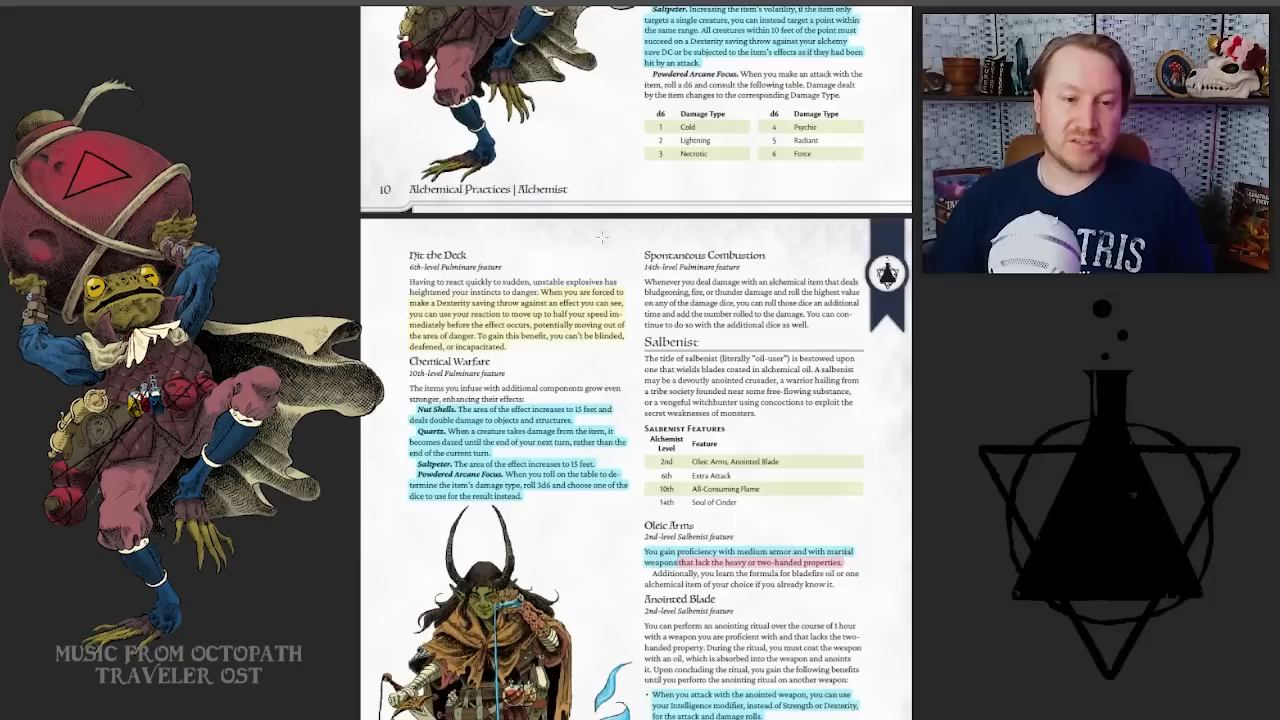 Saltpeter. Increasing the item's volatility, if the item only
targets a single creature, you can instead target a point within
the same range. All creatures within 10 feet of the point must
succeed on a Dexterity saving throw against your alchemy
save DC or be subjected to the item's effects as if they had been
hit by an attack.
Powdered Arcane Focus. When you make an attack with the
item, roll a d6 and consult the following table. Damage dealt
by the item changes to the corresponding Damage Type.
d6 Damage Type d6 Damage Type
1 Cold 4 Psychic
2 Lightning 5 Radiant
3 Necrotic 6 Force
10 Alchemical Practices | Alchemist
Hit the Deck
6th-level Fulminare feature
Having to react quickly to sudden, unstable explosives has
heightened your instincts to danger. When you are forced to
make a Dexterity saving throw against an effect you can see,
you can use your reaction to move up to half your speed im-
mediately before the effect occurs, potentially moving out of
the area of danger. To gain this benefit, you can't be blinded,
deafened, or incapacitated.
Chemical Warfare
10th-level Fulminare feature
The items you infuse with additional components grow even
stronger, enhancing their effects:
Nut Shells. The area of the effect increases to 15 feet and
deals double damage to objects and structures.
Quartz. When a creature takes damage from the item, it
becomes dazed until the end of your next turn, rather than the
end of the current turn.
Saltpeter. The area of the effect increases to 15 feet.
Powdered Arcane Focus. When you roll on the table to de-
termine the item's damage type, roll 3d6 and choose one of the
dice to use for the result instead.
Spontaneous Combustion
14th-level Fulminare feature
Whenever you deal damage with an alchemical item that deals
bludgeoning, fire, or thunder damage and roll the highest value
on any of the damage dice, you can roll those dice an additional
time and add the number rolled to the damage. You can con-
tinue to do so with the additional dice as well.
Salbenist
The title of salbenist (literally "oil-user") is bestowed upon
one that wields blades coated in alchemical oil. A salbenist
may be a devoutly anointed crusader, a warrior hailing from
a tribe society founded near some free-flowing substance,
or a vengeful witchhunter using concoctions to exploit the
secret weaknesses of monsters.
Salbenist Features
Alchemist
Level Feature
2nd Oleic Arms, Anointed Blade
6th Extra Attack
10th All-Consuming Flame
14th Soul of Cinder
Oleic Arms
2nd-level Salbenist feature
You gain proficiency with medium armor and with martial
weapons that lack the heavy or two-handed properties.
Additionally, you learn the formula for bladefire oil or one
alchemical item of your choice if you already know it.
Anointed Blade
2nd-level Salbenist feature
You can perform an anointing ritual over the course of 1 hour
with a weapon you are proficient with and that lacks the two-
handed property. During the ritual, you must coat the weapon
with an oil, which is absorbed into the weapon and anoints
it. Upon concluding the ritual, you gain the following benefits
until you perform the anointing ritual on another weapon:
• When you attack with the anointed weapon, you can use
your Intelligence modifier, instead of Strength or Dexterity,
for the attack and damage rolls.
TRIS
MUSIC FROM OCTOPATH
OST